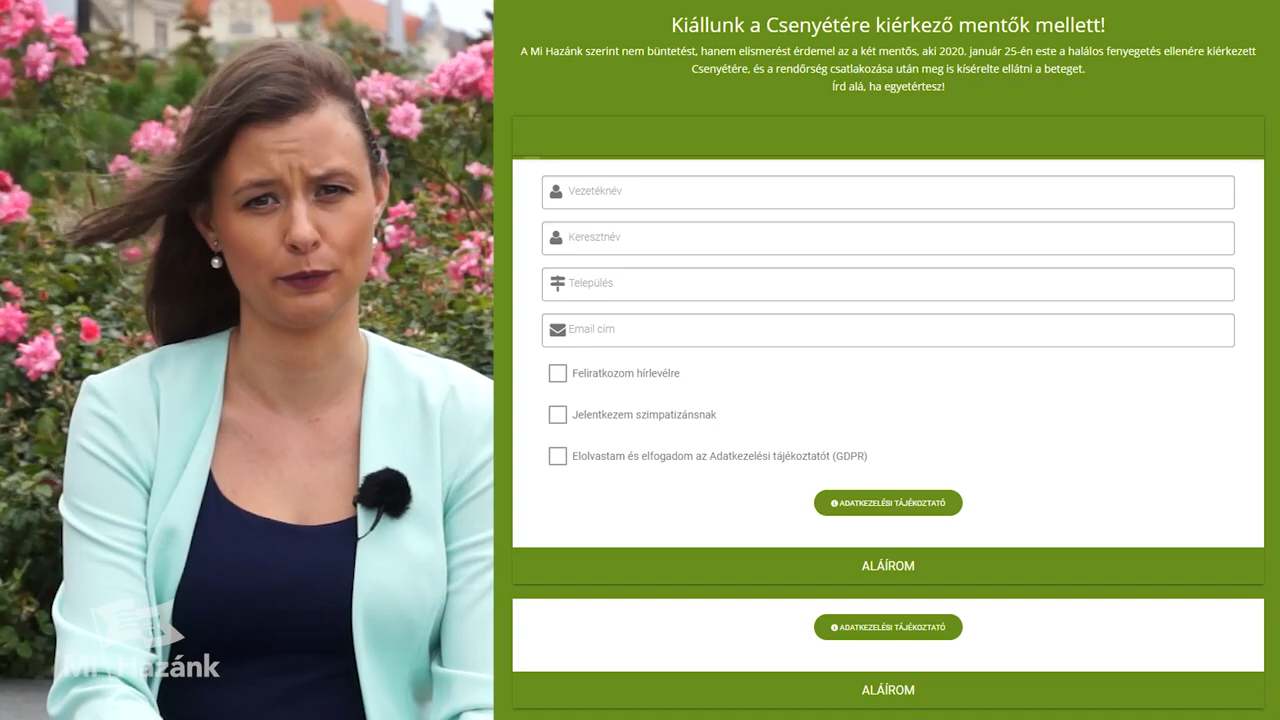 Kiállunk a Csenyétére kiérkező mentők mellett!
A Mi Hazánk szerint nem büntetést, hanem elismerést érdemel az a két mentős, aki 2020. január 25-én este a halálos fenyegetés ellenére kiérkezett
Csenyétére, és a rendőrség csatlakozása után meg is kísérelte ellátni a beteget.
Írd alá, ha egyetértesz!
Vezetéknév
Keresztnév
Település
Email cim
Feliratkozom hírlevélre
Jelentkezem szimpatizánsnak
Elolvastam és elfogadom az Adatkezelési tájékoztatót (GDPR)
ADATKEZELÉSI TÁJÉKOZTATÓ
ALÁÍROM
ADATKEZELÉSI TÁJÉKOZTATÓ
ALÁÍROM
Mi Hazánk